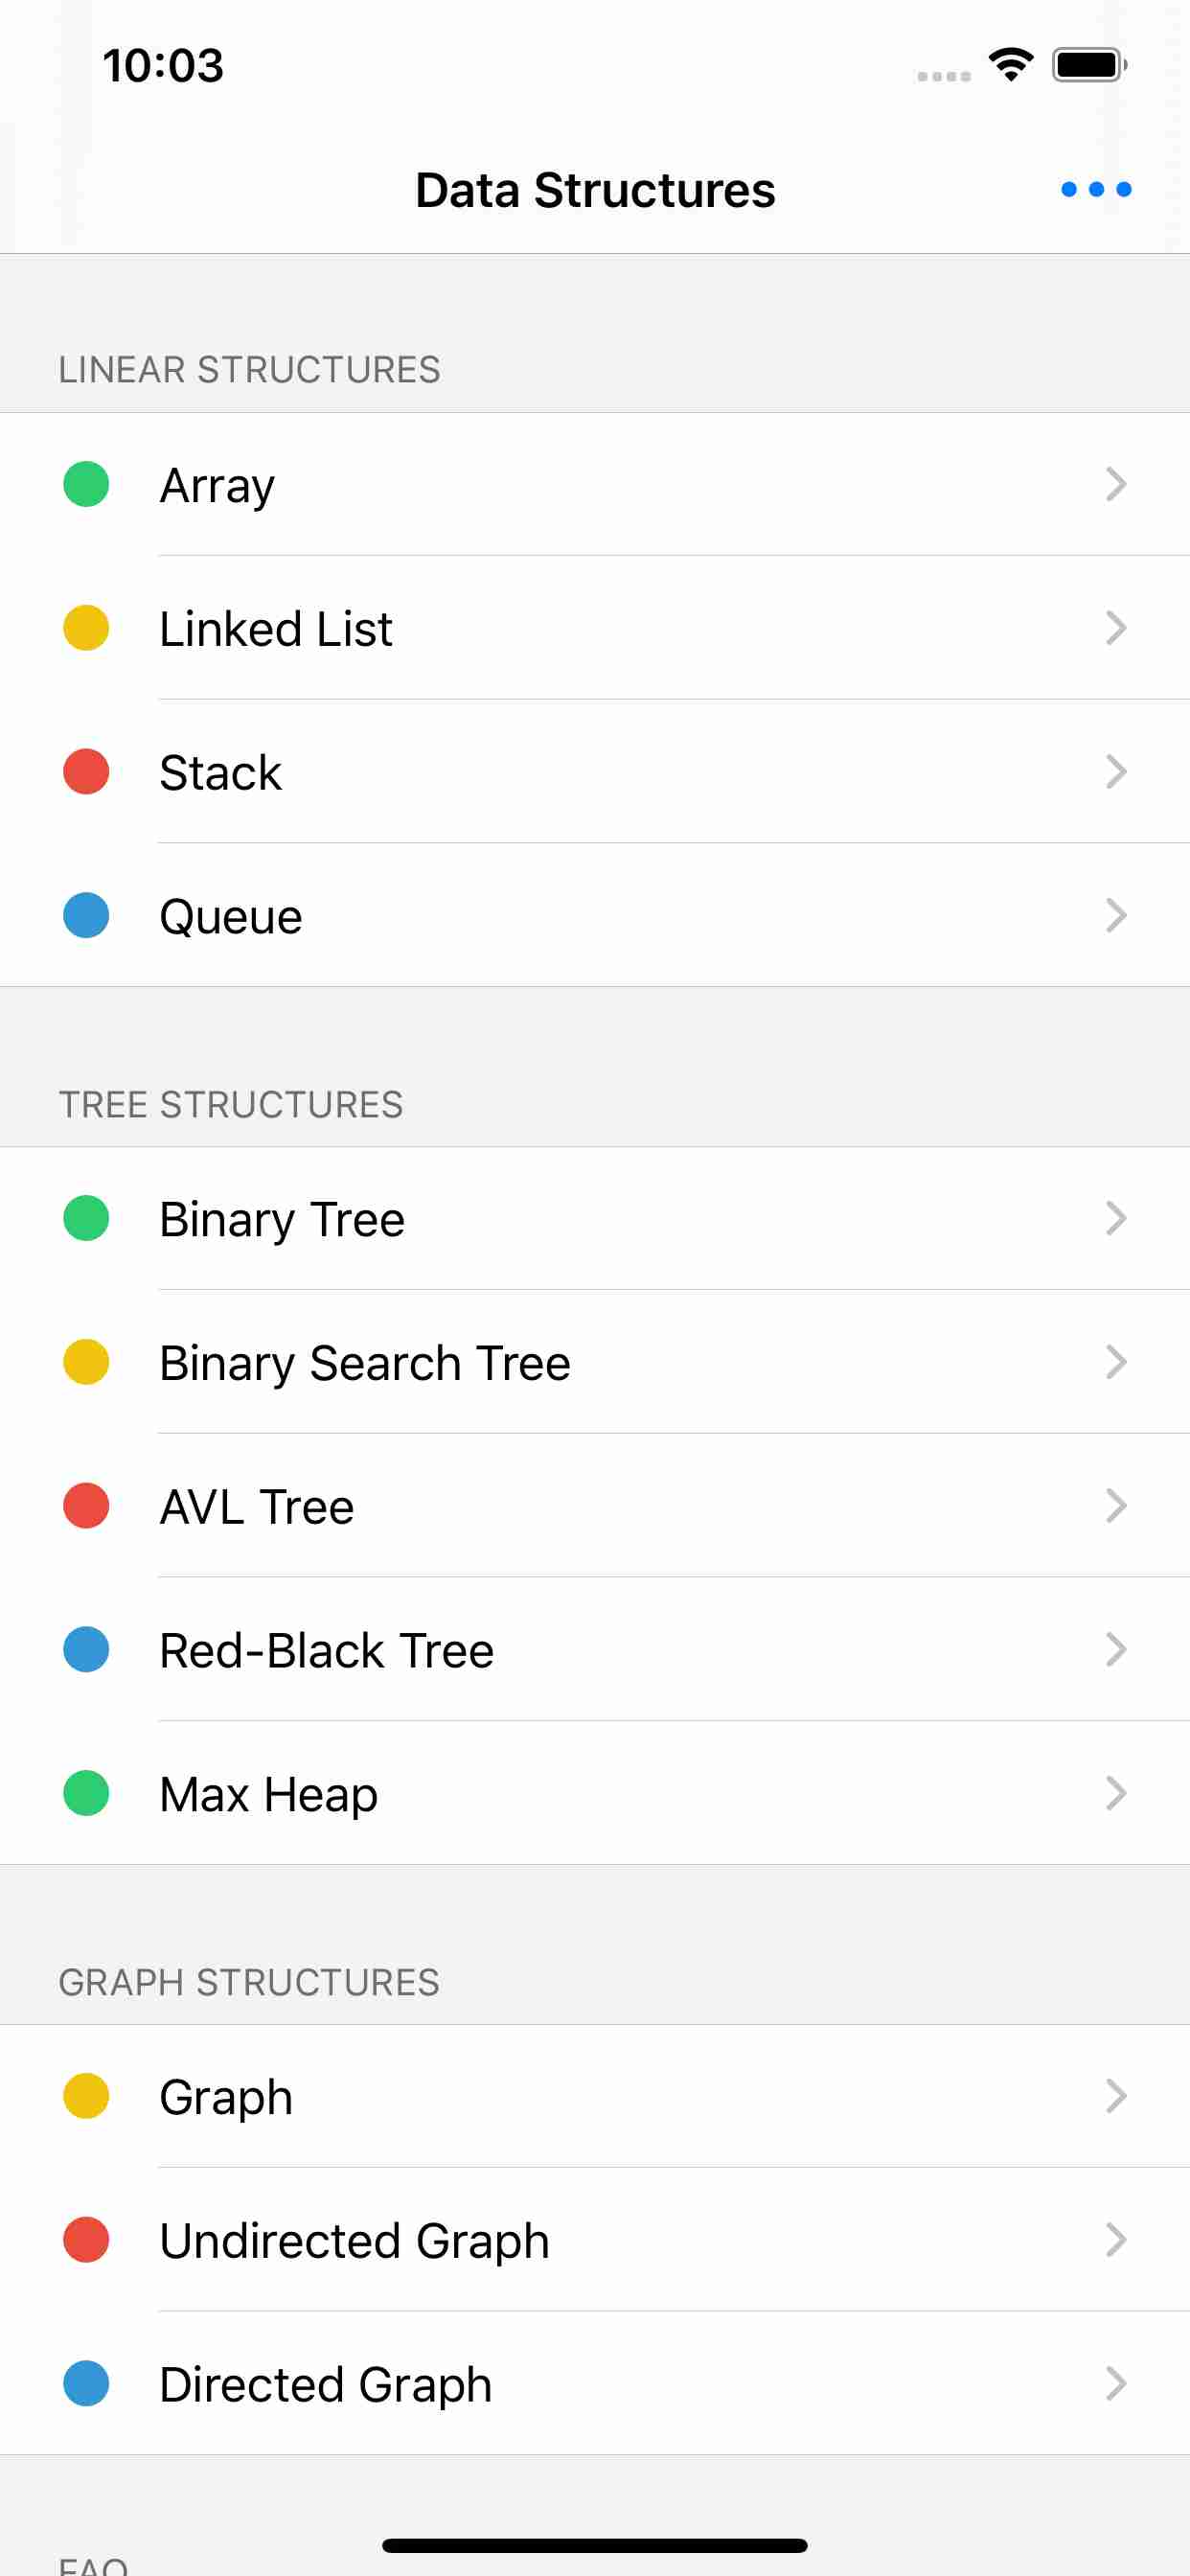 10:03
Data Structures
LINEAR STRUCTURES
Array
Linked List
Stack
Queue
TREE STRUCTURES
Binary Tree
Binary Search Tree
AVL Tree
Red-Black Tree
Max Heap
GRAPH STRUCTURES
Graph
Undirected Graph
Directed Graph
FAQ